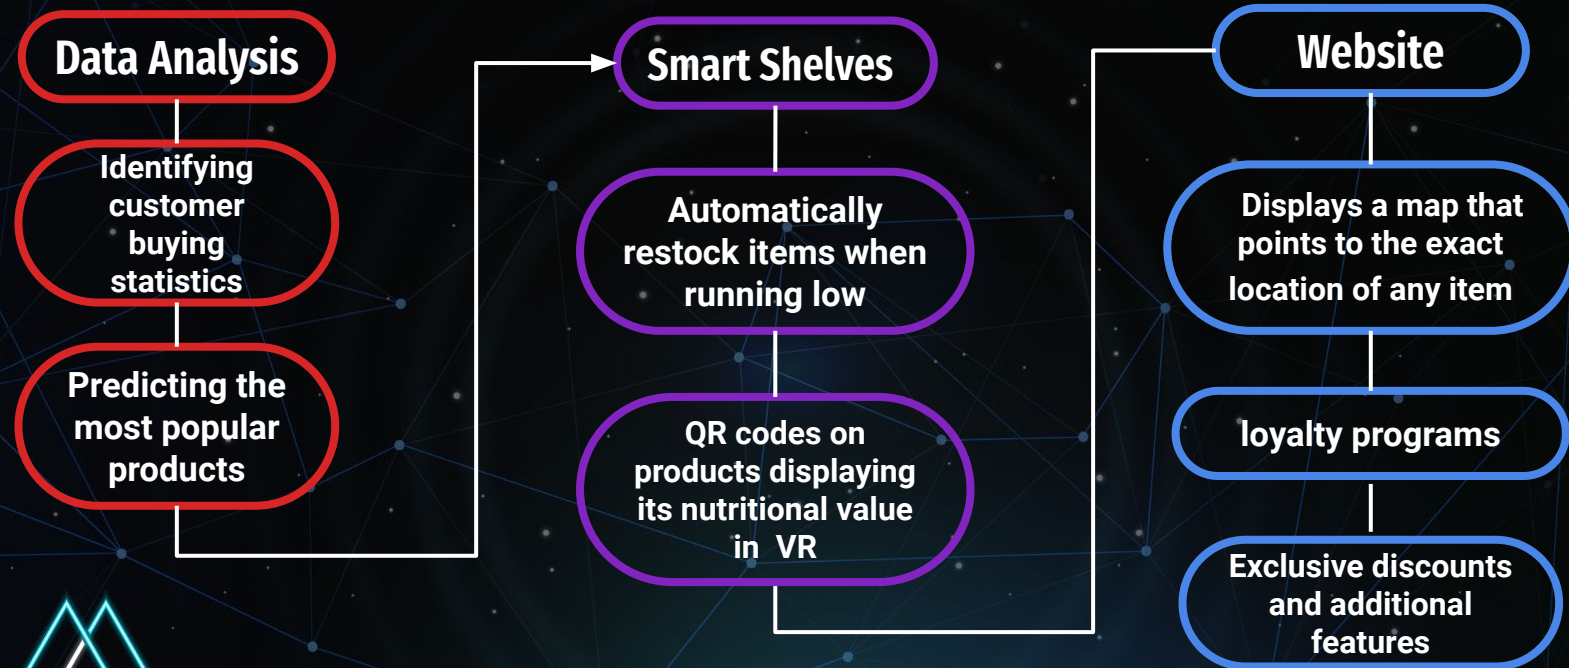 Data Analysis
Identifying
customer
buying
statistics
Predicting the
most popular
products
Smart Shelves
Automatically
restock items when
running low
QR codes on
products displaying
its nutritional value
in VR
Website
Displays a map that
points to the exact
location of any item
loyalty programs
Exclusive discounts
and additional
features